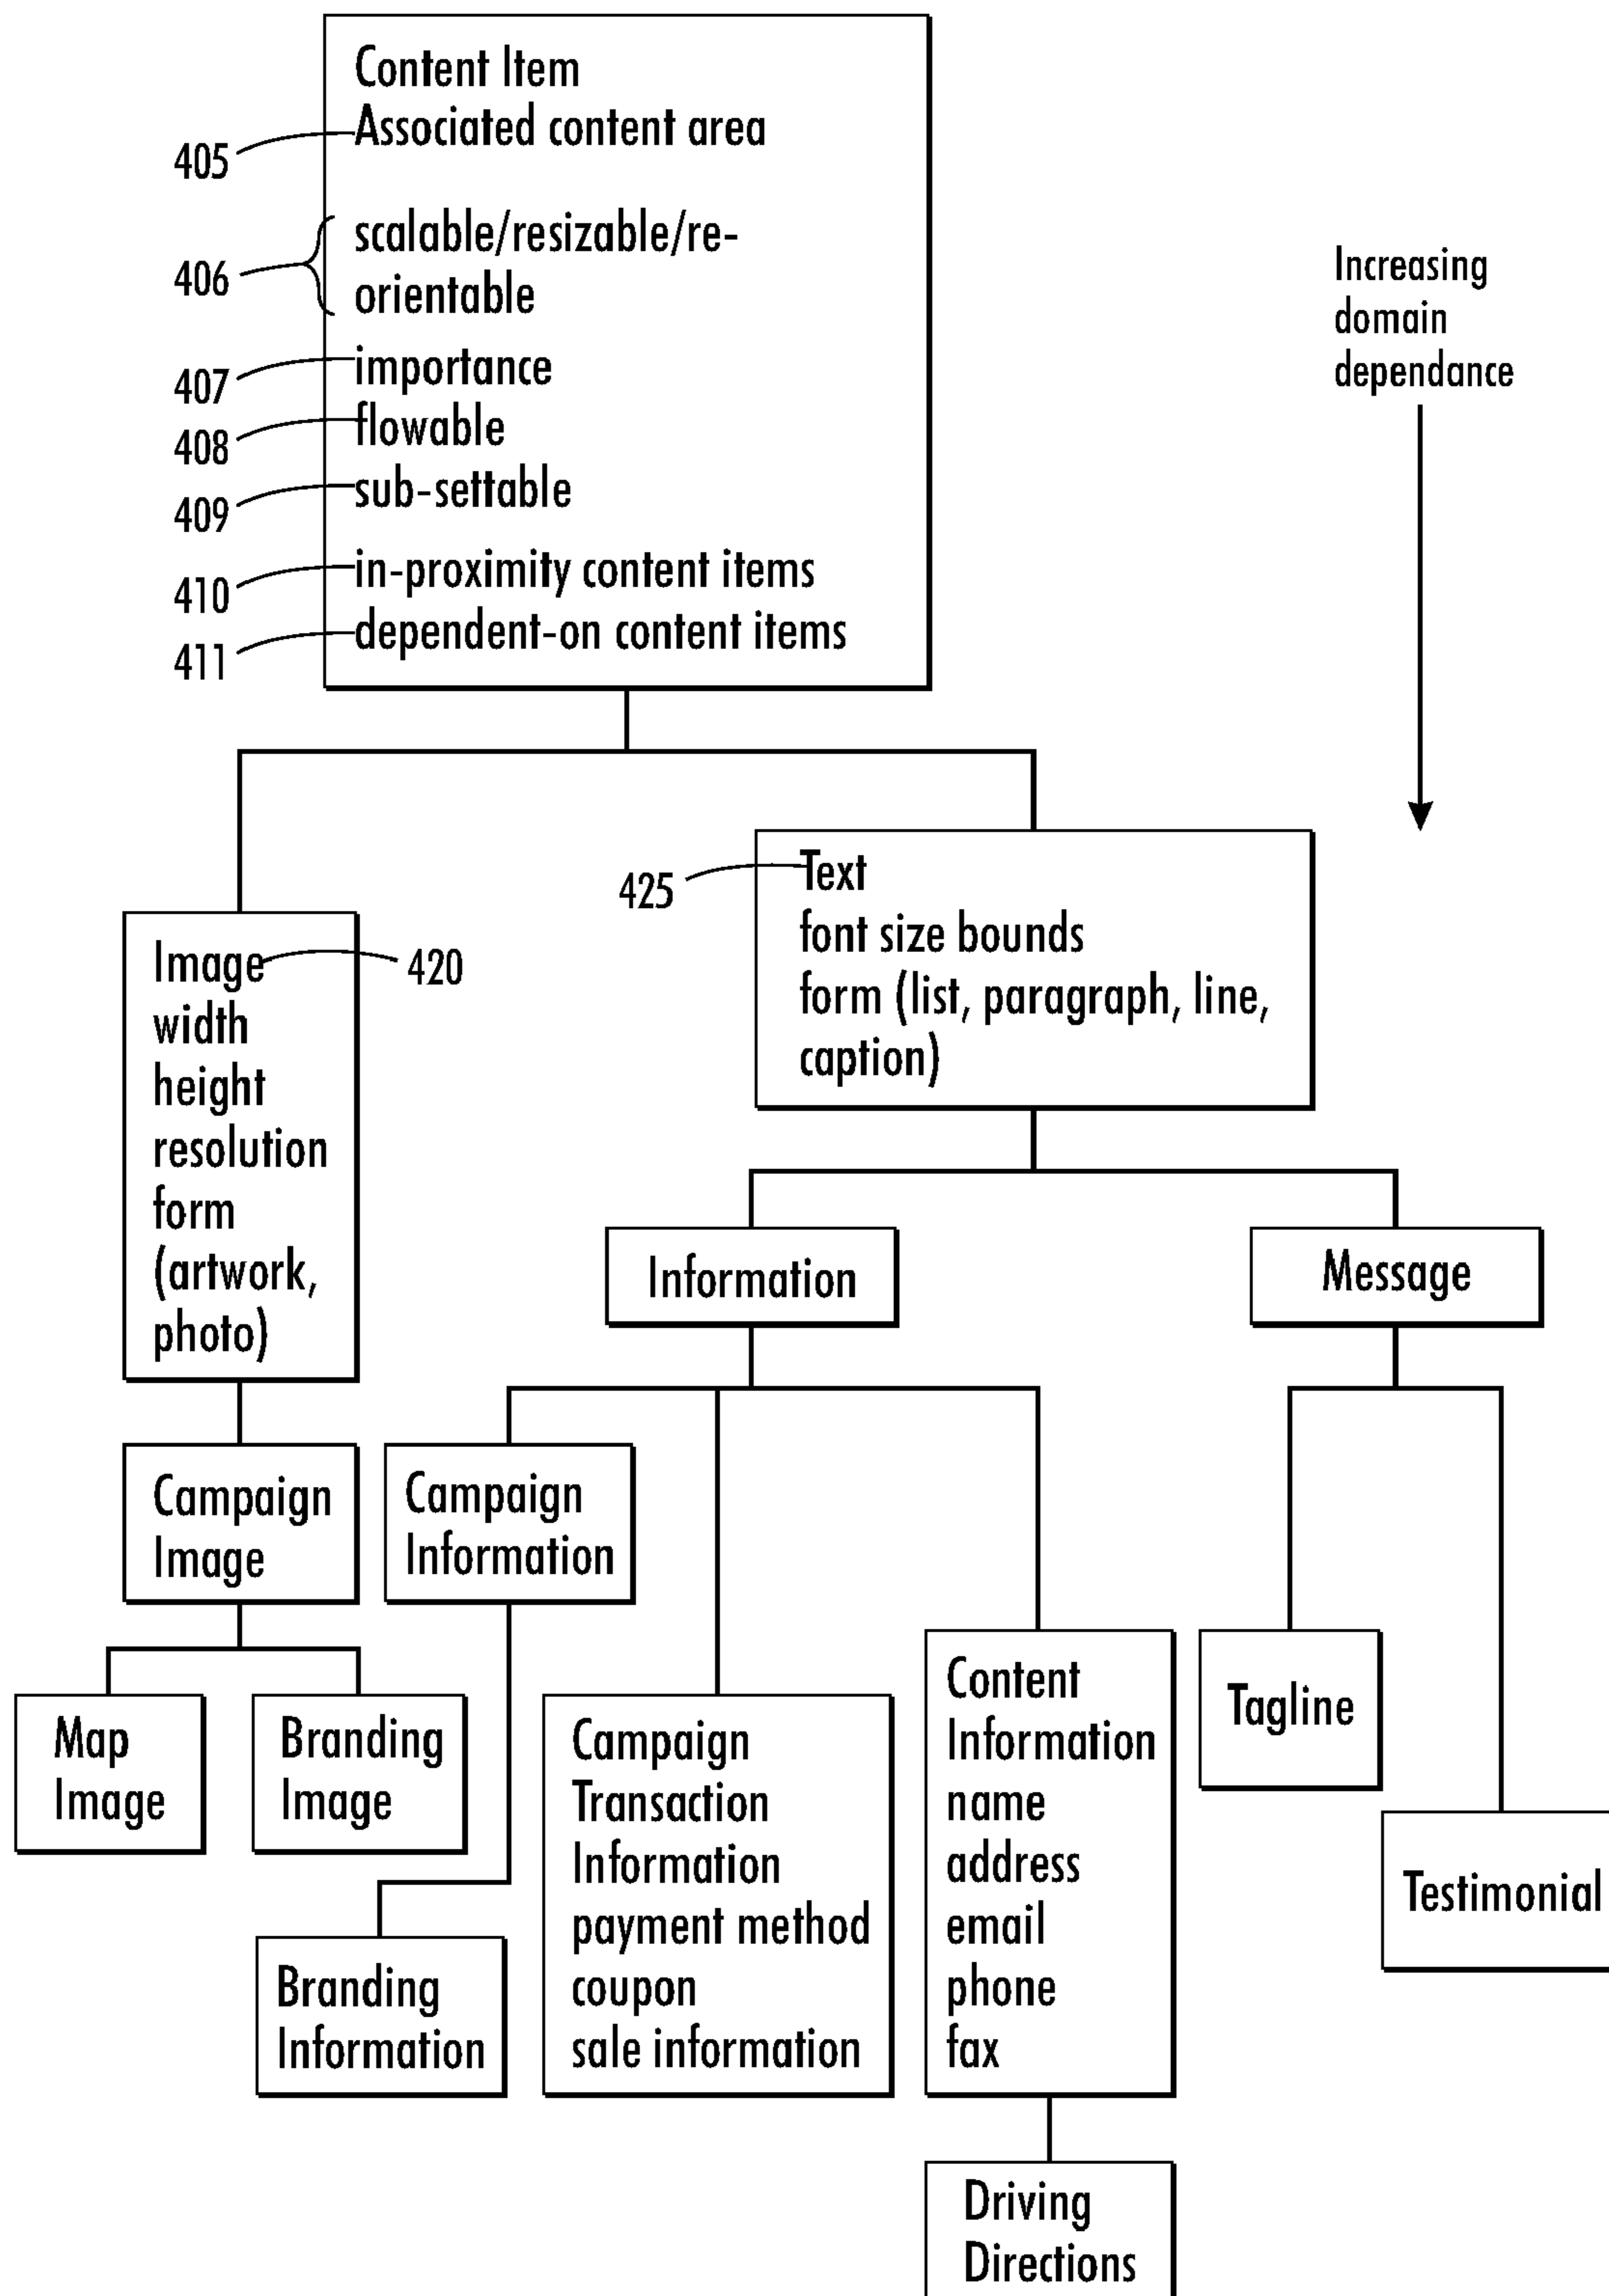 Content Item
Associated content area
405
scalable/resizable/re-
orientable
406
importance
407
flowable
408
sub-settable
409
in-proximity content items
410
dependent-on content items
411
Increasing
domain
dependance
Text
425
font size bounds
form (list, paragraph, line,
caption)
Image
420
width
height
resolution
form
(artwork,
photo)
Information
Message
Campaign
Image
Campaign
Information
Map
Image
Branding
Image
Branding
Information
Campaign
Transaction
Information
payment method
coupon
sale information
Content
Information
name
address
email
phone
fax
Tagline
Testimonial
Driving
Directions